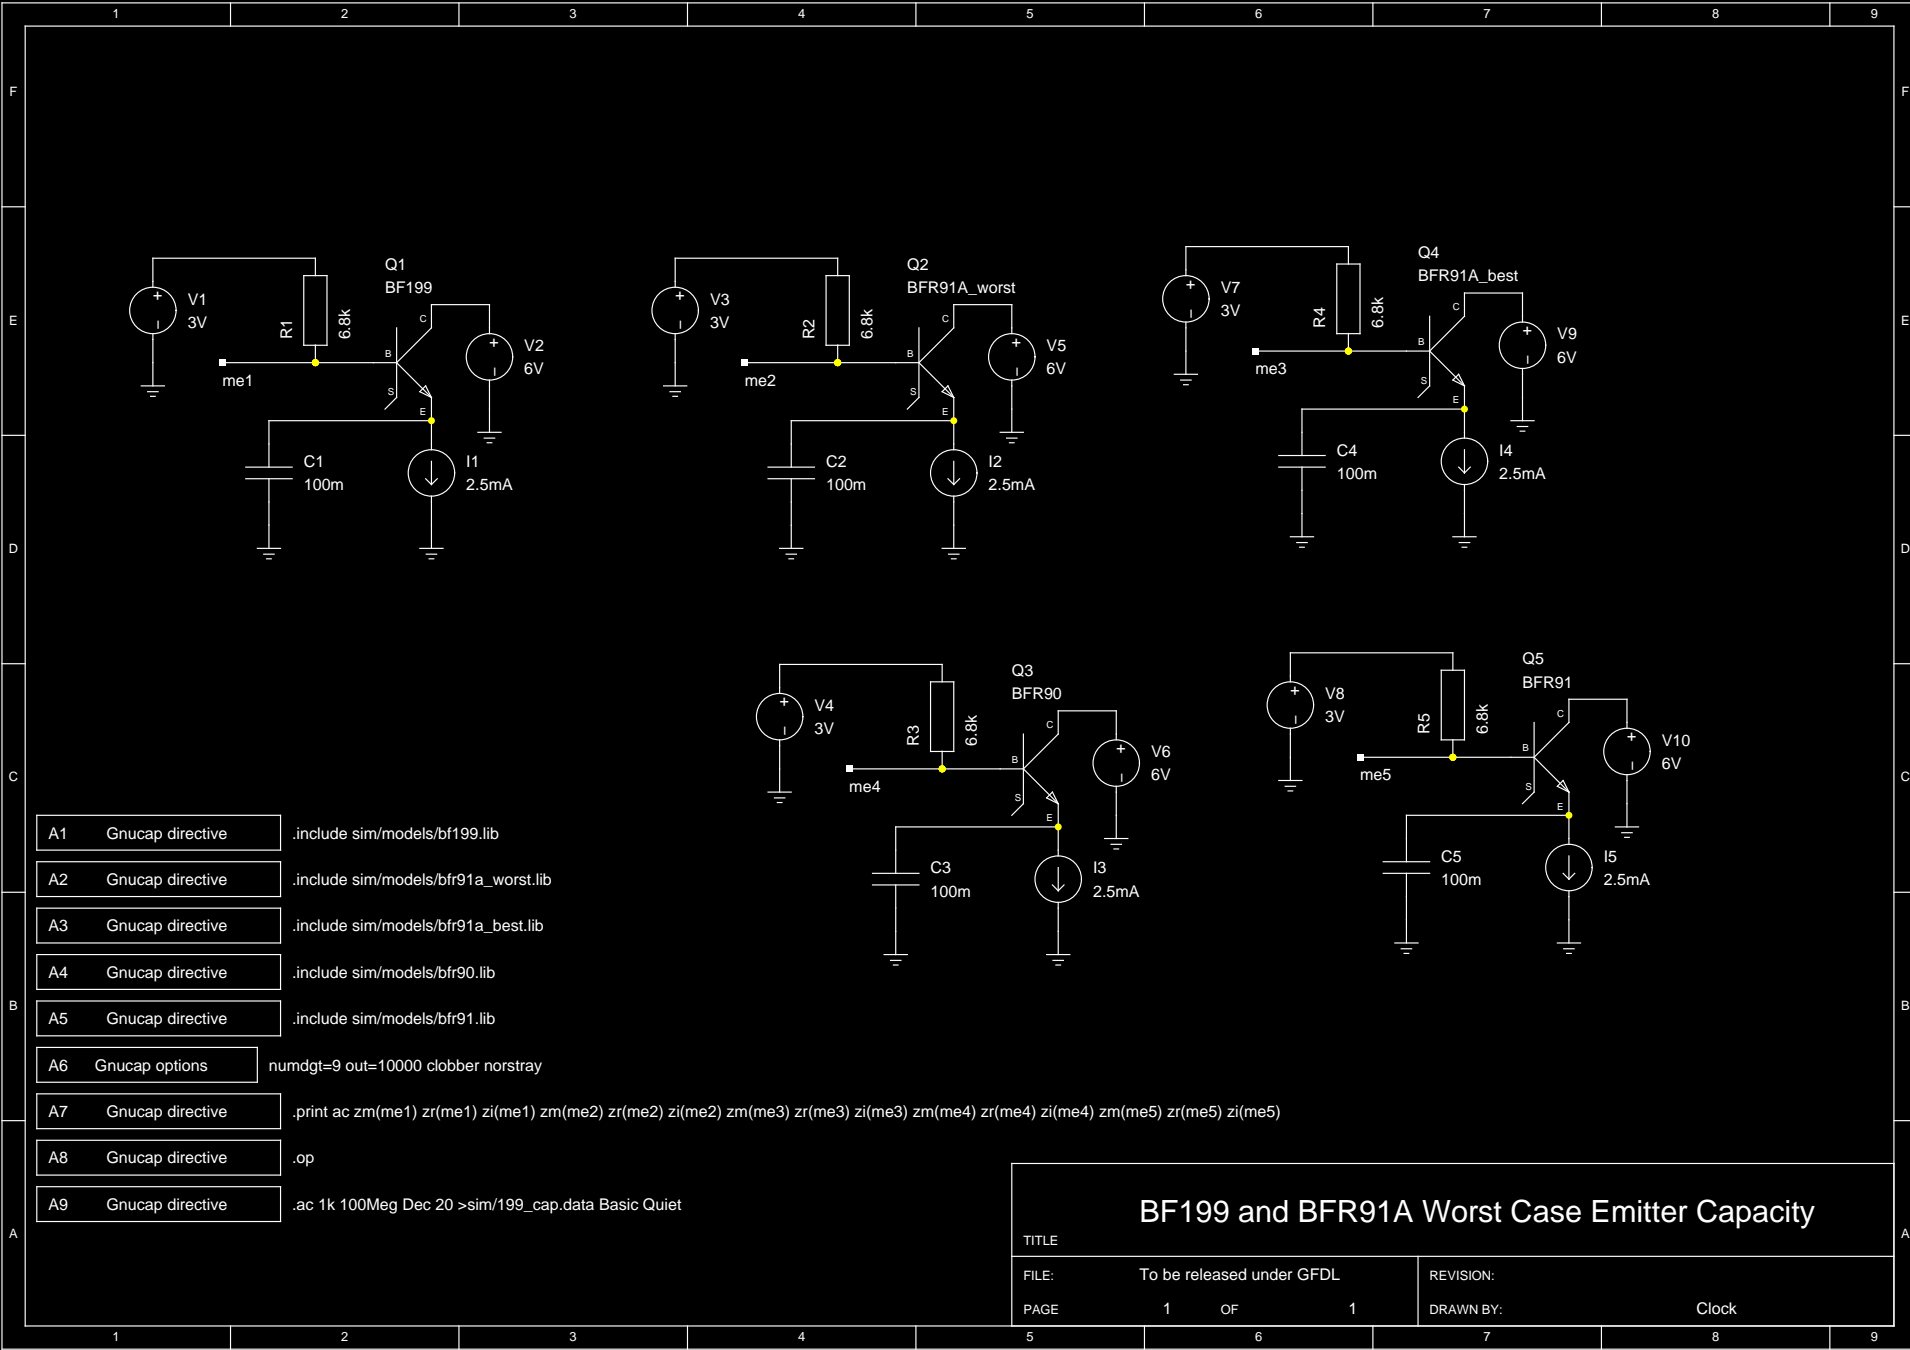 1 2 3 4 5 6 7 8 9
F F
E E
D D
C C
B B
A A
V1
3V
R1
6.8k
Q1
BF199
C
B
S
E
V2
6V
me1
C1
100m
I1
2.5mA
V3
3V
R2
6.8k
Q2
BFR91A_worst
C
B
S
E
V5
6V
me2
C2
100m
I2
2.5mA
V7
3V
R4
6.8k
Q4
BFR91A_best
C
B
S
E
V9
6V
me3
C4
100m
I4
2.5mA
V4
3V
R3
6.8k
Q3
BFR90
C
B
S
E
V6
6V
me4
C3
100m
I3
2.5mA
V8
3V
R5
6.8k
Q5
BFR91
C
B
S
E
V10
6V
me5
C5
100m
I5
2.5mA
A1 Gnucap directive .include sim/models/bf199.lib
A2 Gnucap directive .include sim/models/bfr91a_worst.lib
A3 Gnucap directive .include sim/models/bfr91a_best.lib
A4 Gnucap directive .include sim/models/bfr90.lib
A5 Gnucap directive .include sim/models/bfr91.lib
A6 Gnucap options numdgt=9 out=10000 clobber norstray
A7 Gnucap directive .print ac zm(me1) zr(me1) zi(me1) zm(me2) zr(me2) zi(me2) zm(me3) zr(me3) zi(me3) zm(me4) zr(me4) zi(me4) zm(me5) zr(me5) zi(me5)
A8 Gnucap directive .op
A9 Gnucap directive .ac 1k 100Meg Dec 20 >sim/199_cap.data Basic Quiet
BF199 and BFR91A Worst Case Emitter Capacity
TITLE
FILE: To be released under GFDL REVISION:
PAGE 1 OF 1 DRAWN BY: Clock
1 2 3 4 5 6 7 8 9